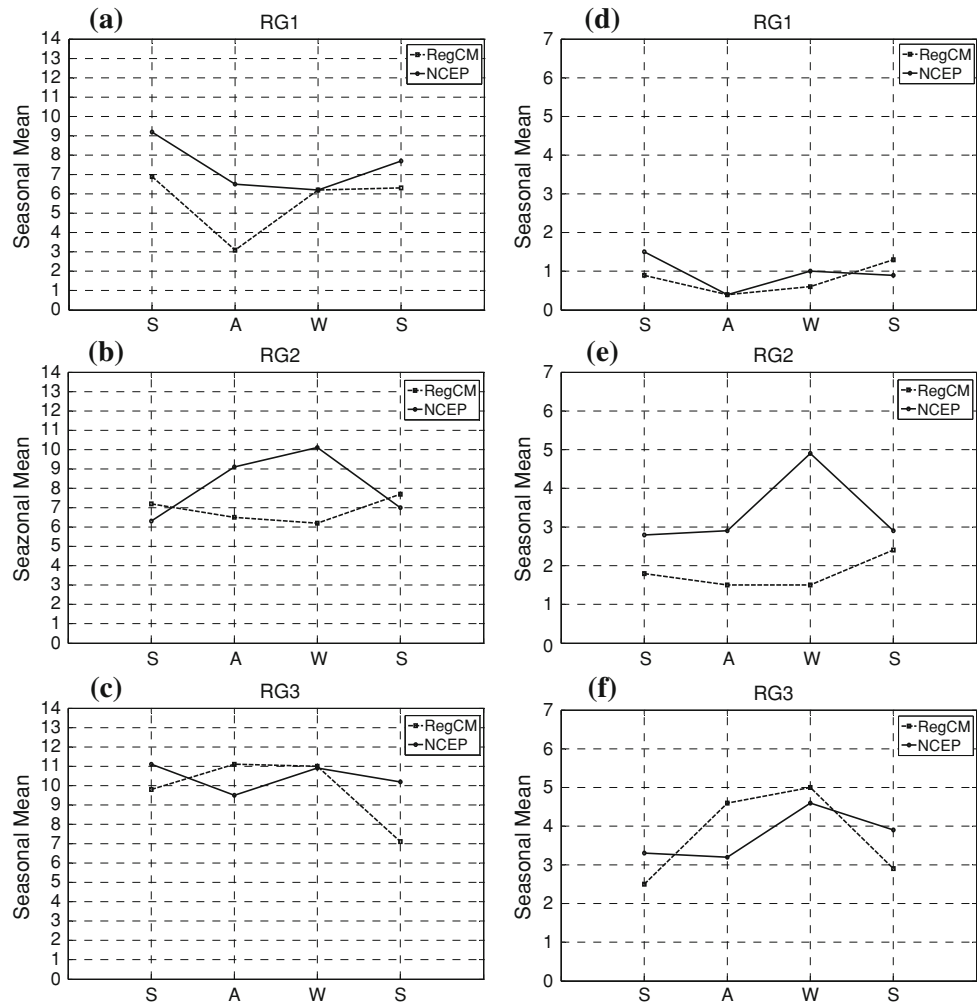 (a)
RG1
14
13
12
11
10
9
8
7
6
5
4
3
2
1
0
Seasonal Mean
RegCM
NCEP
S A W S
(d)
RG1
7
6
5
4
3
2
1
0
Seasonal Mean
RegCM
NCEP
S A W S
(b)
RG2
14
13
12
11
10
9
8
7
6
5
4
3
2
1
0
Seazonal Mean
RegCM
NCEP
S A W S
(e)
RG2
7
6
5
4
3
2
1
0
Seasonal Mean
RegCM
NCEP
S A W S
(c)
RG3
14
13
12
11
10
9
8
7
6
5
4
3
2
1
0
Seasonal Mean
RegCM
NCEP
S A W S
(f)
RG3
7
6
5
4
3
2
1
0
Seasonal Mean
RegCM
NCEP
S A W S